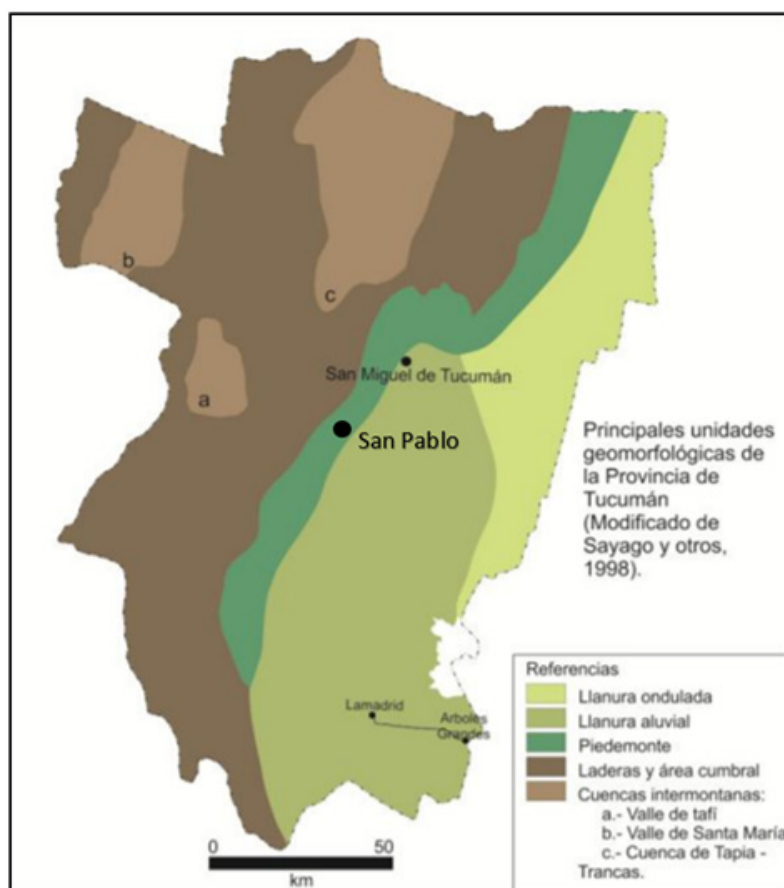 b
c
a
San Miguel de Tucumán
San Pablo
Principales unidades
geomorfológicas de
la Provincia de
Tucumán
(Modificado de
Sayago y otros,
1998).
Lamadrid
Arboles
Grandes
0 50
km
Referencias
Llanura ondulada
Llanura aluvial
Piedemonte
Laderas y área cumbral
Cuencas intermontanas:
a.- Valle de tafí
b.- Valle de Santa María
c.- Cuenca de Tapia -
Trancas.